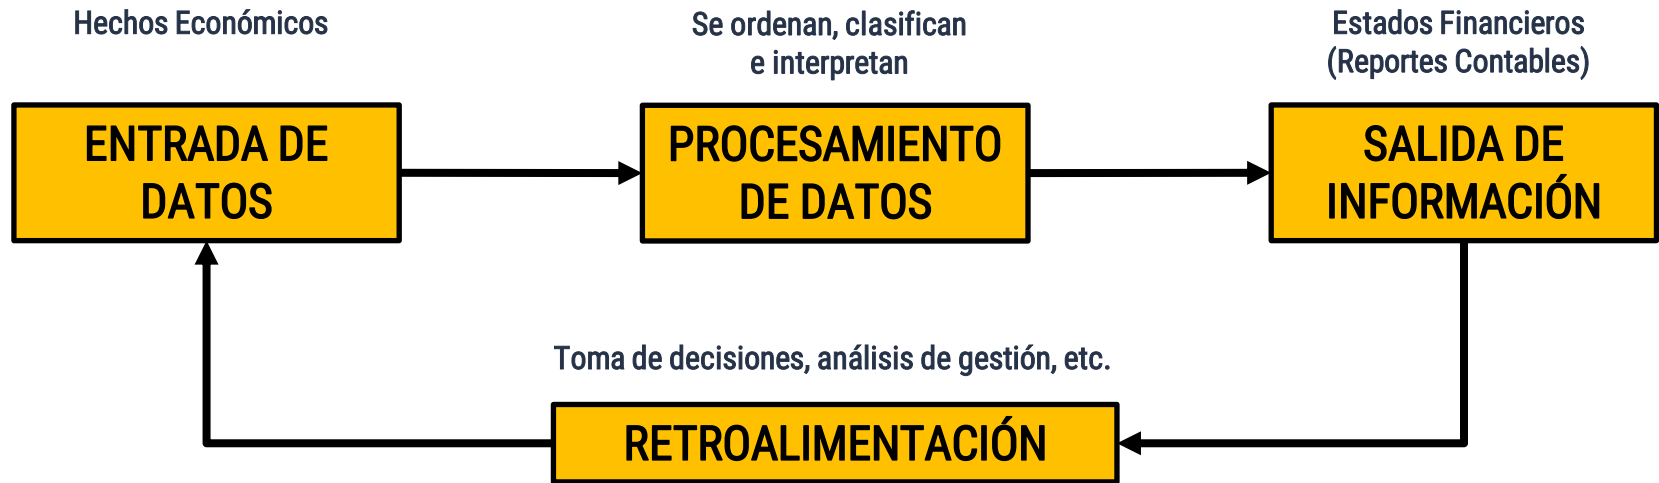 Hechos Económicos
ENTRADA DE
DATOS
Se ordenan, clasifican
e interpretan
PROCESAMIENTO
DE DATOS
Estados Financieros
(Reportes Contables)
SALIDA DE
INFORMACIÓN
Toma de decisiones, análisis de gestión, etc.
RETROALIMENTACIÓN